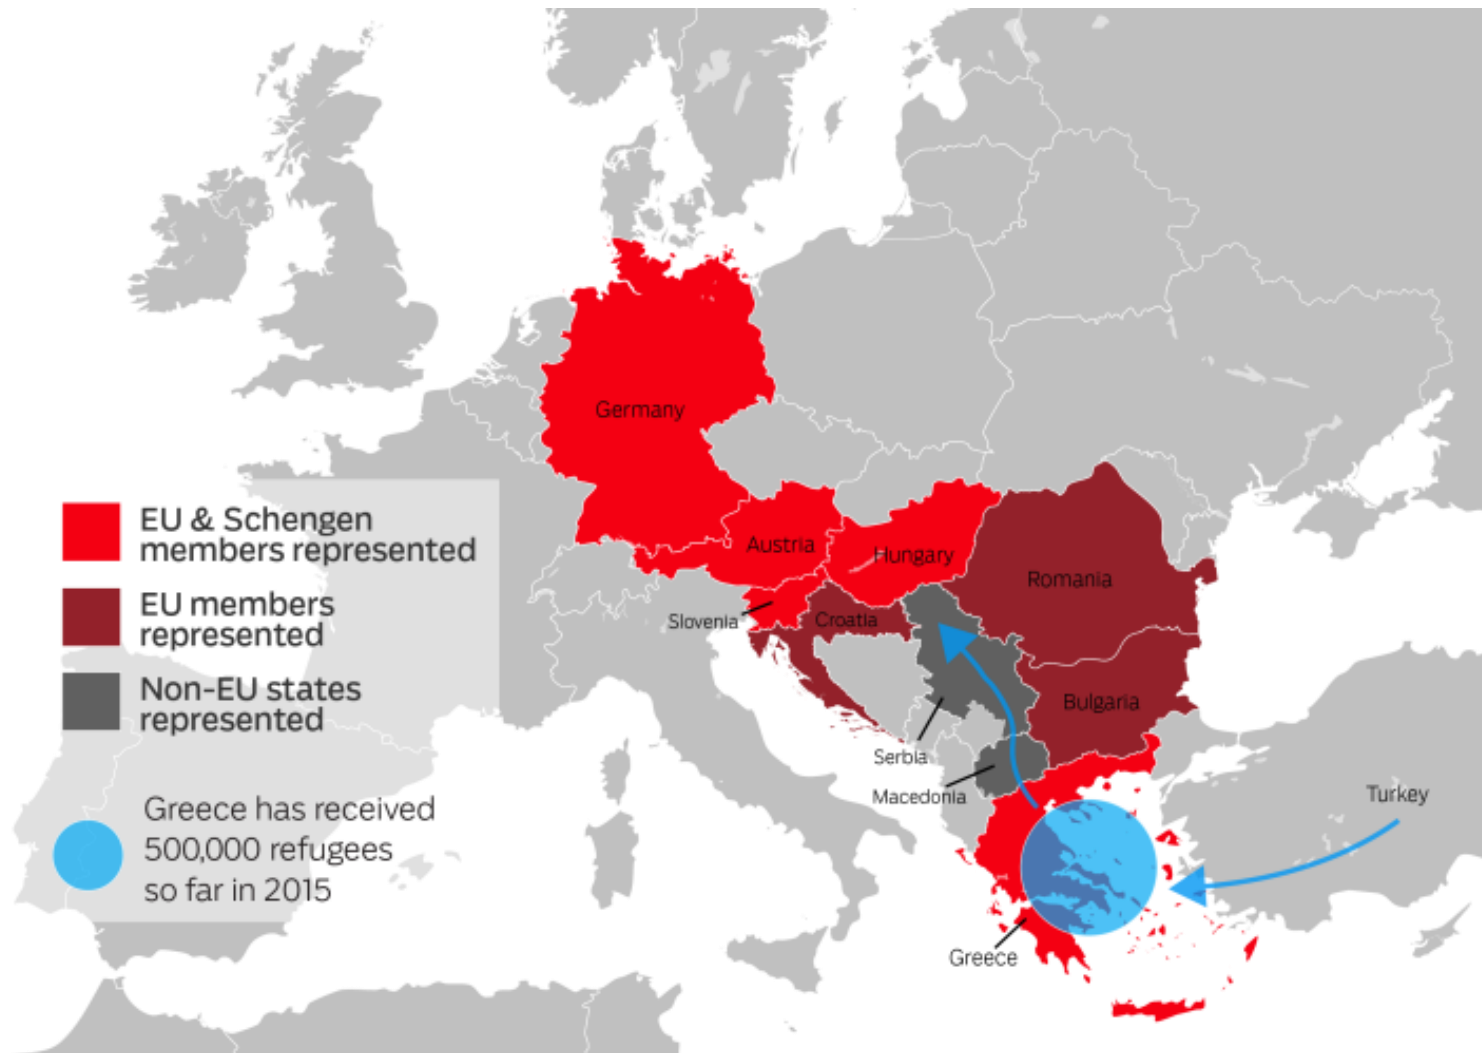 Germany
EU & Schengen
members represented
Austria
Hungary
Romania
EU members
represented
Slovenia
Croatia
Non-EU states
represented
Bulgaria
Serbia
Macedonia
Turkey
Greece has received
500,000 refugees
so far in 2015
Greece